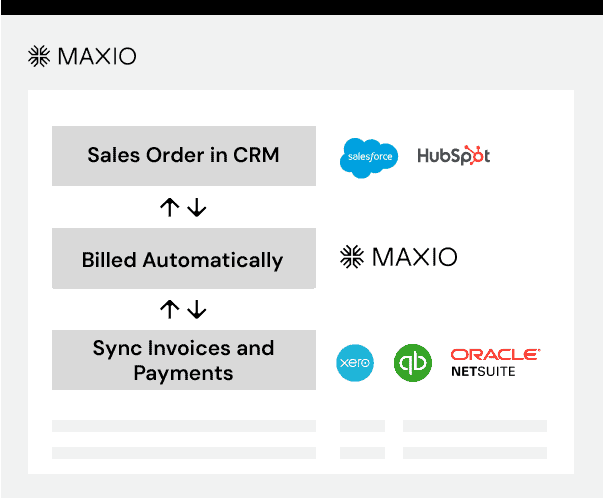 MAXIO
Sales Order in CRM
salesforce
HubSpot
Billed Automatically
MAXIO
Sync Invoices and
Payments
xero
qb
ORACLE
NETSUITE